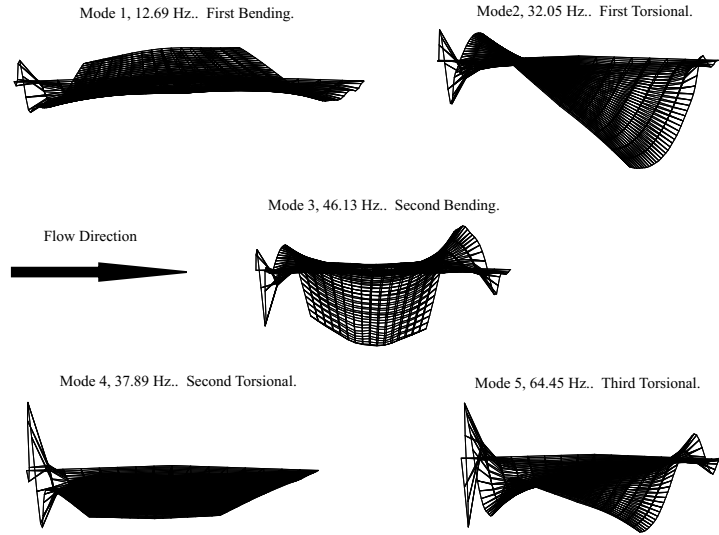 Mode 1, 12.69 Hz.. First Bending.
Mode2, 32.05 Hz.. First Torsional.
Mode 3, 46.13 Hz.. Second Bending.
Flow Direction
Mode 4, 37.89 Hz.. Second Torsional.
Mode 5, 64.45 Hz.. Third Torsional.